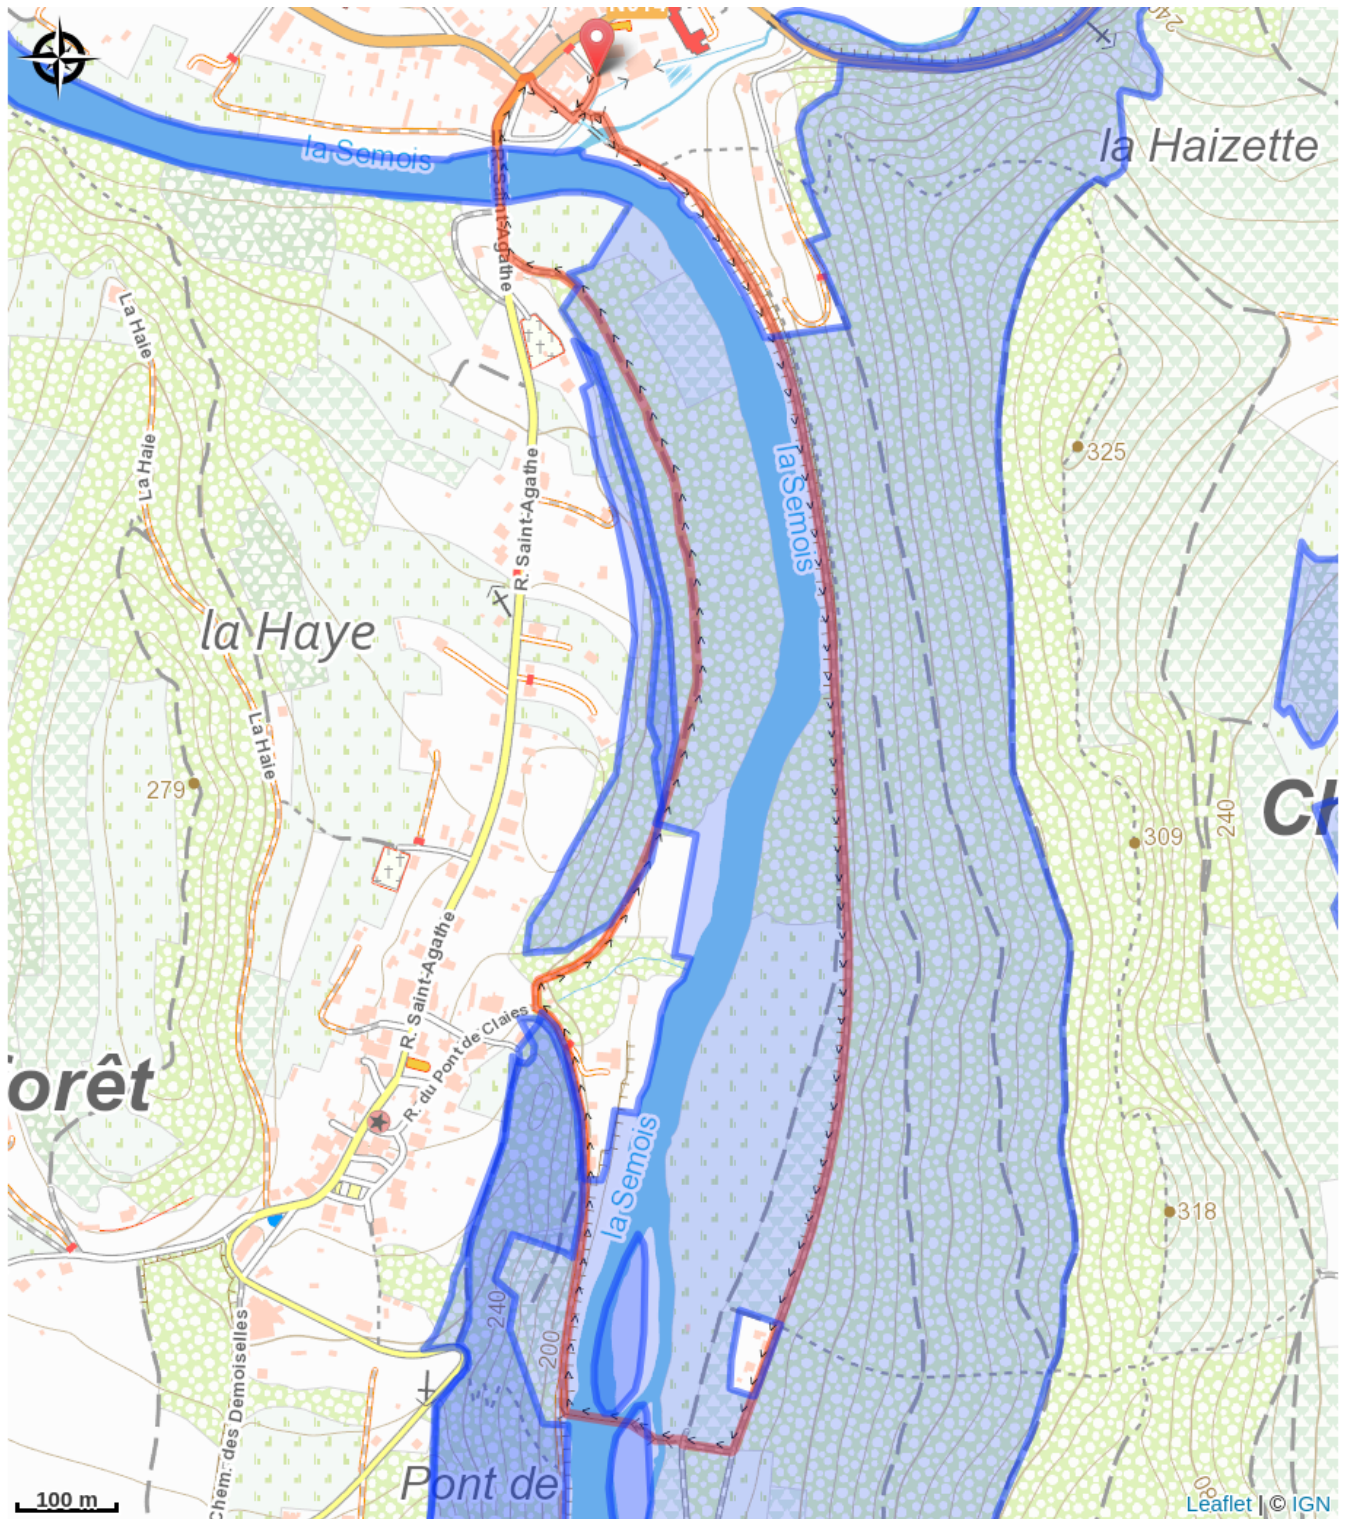 240
la Haizette
la Semois
R. Saint-Agathe
La Haie
325
La Haie
R. Saint-Agathe
la Semois
la Haye
La Haie
279
240
309
R. Saint-Agathe
R. du Pont de Claies
orêt
la Semois
318
240
200
Chem. des Demoiselles
Pont de
100 m
Leaflet | © IGN